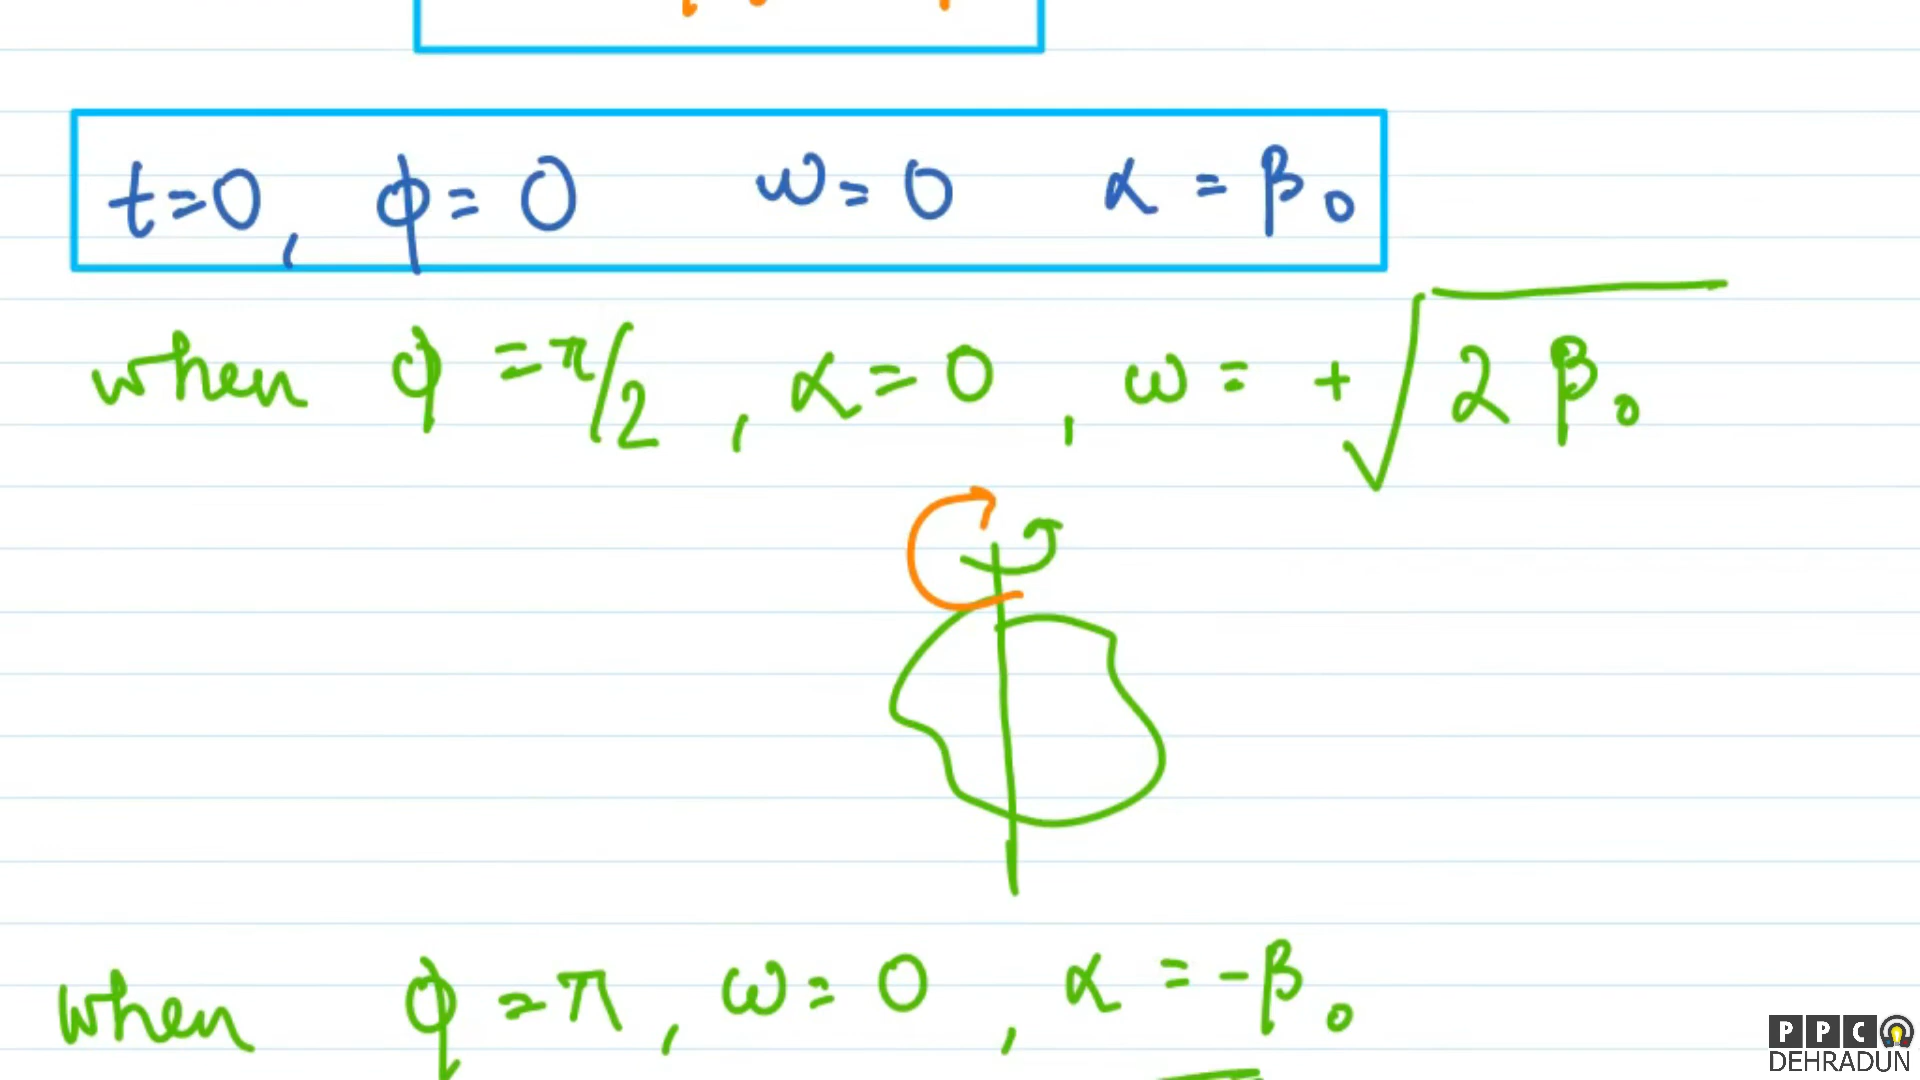 t=0, ϕ=0 ω=0 α=β₀
when ϕ=π/2, α=0, ω=+√2β₀
when ϕ=π, ω=0, α=-β₀
PPC
DEHRADUN